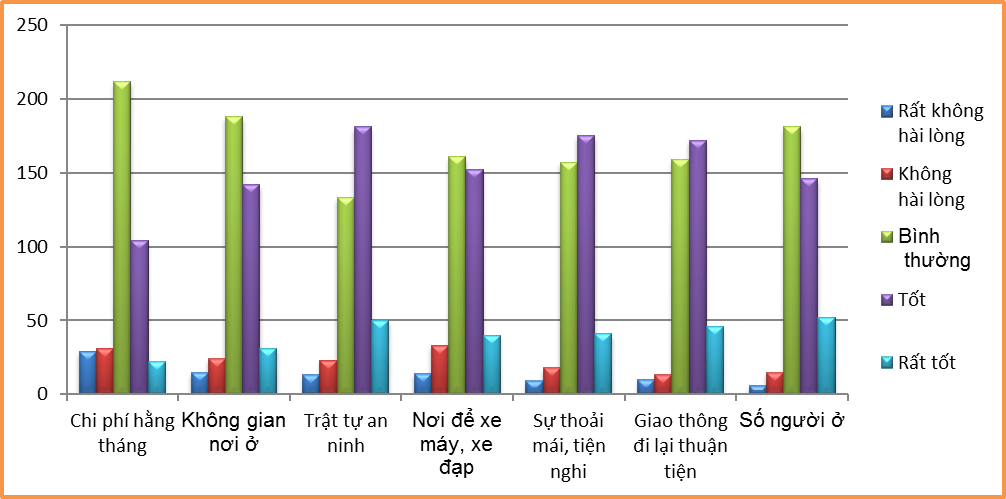 250
200
150
100
50
0
Chi phí hằng
tháng
Không gian
nơi ở
Trật tự an
ninh
Nơi để xe
máy, xe
đạp
Sự thoải
mái, tiện
nghi
Giao thông
đi lại thuận
tiện
Số người ở
Rất không
hài lòng
Không
hài lòng
Bình
thường
Tốt
Rất tốt